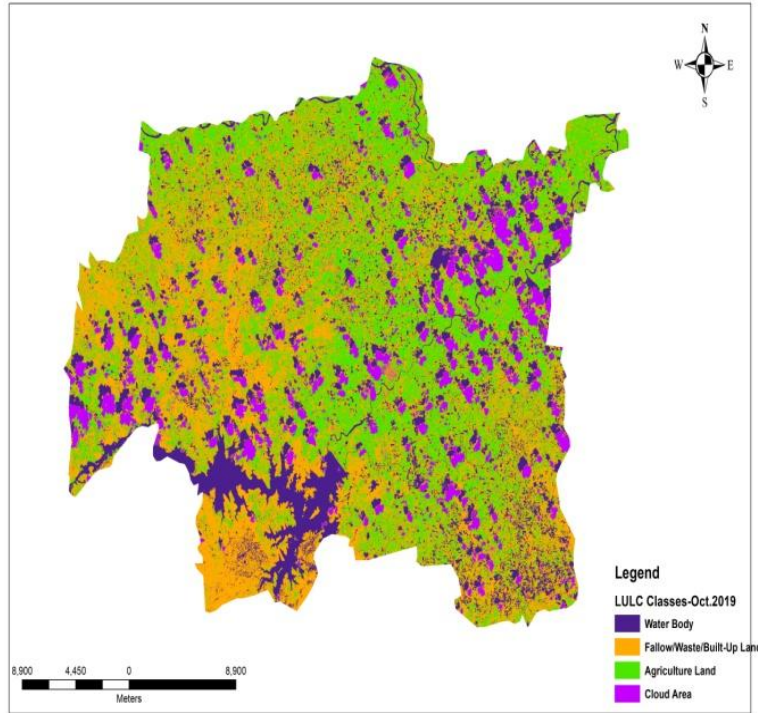 N
W E
S
Legend
LULC Classes-Oct.2019
Water Body
Fallow/Waste/Built-Up Land
Agriculture Land
Cloud Area
8,900 4,450 0 8,900
Meters